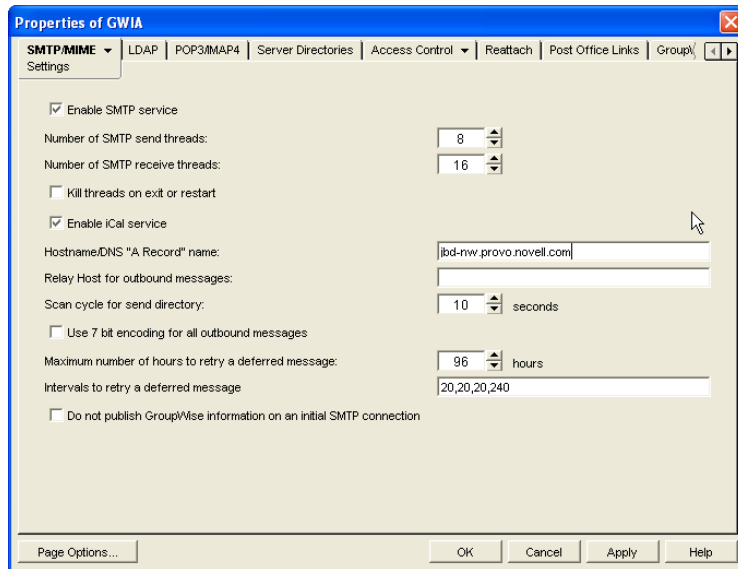 Properties of GWIA
SMTP/MIME LDAP POP3/IMAP4 Server Directories Access Control Reattach Post Office Links
Settings
Enable SMTP service
Number of SMTP send threads: 8
Number of SMTP receive threads: 16
Kill threads on exit or restart
Enable iCal service
Hostname/DNS "A Record" name: jbd-nw.provo.novell.com
Relay Host for outbound messages:
Scan cycle for send directory: 10 seconds
Use 7 bit encoding for all outbound messages
Maximum number of hours to retry a deferred message: 96 hours
Intervals to retry a deferred message 20,20,20,240
Do not publish GroupWise information on an initial SMTP connection
Page Options... OK Cancel Apply Help